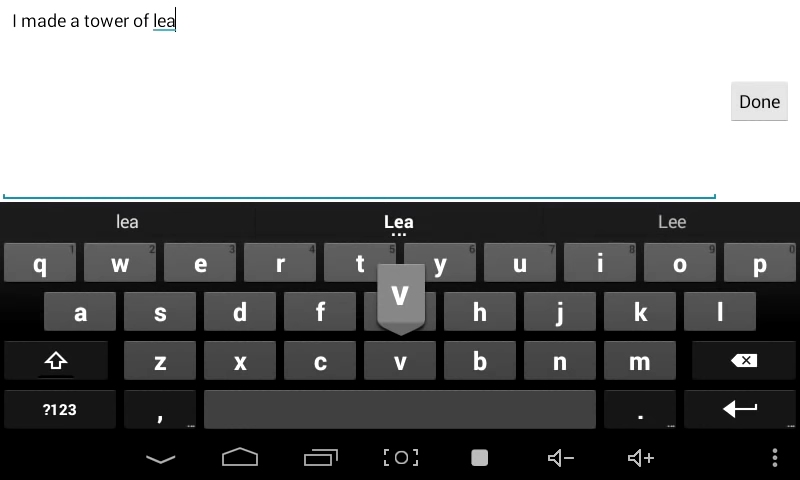 I made a tower of lea
Done
lea Lea Lee
q 1 w 2 e 3 r 4 t 5 y 6 u 7 i 8 o 9 p 0
v
a s d f h j k l
z x c v b n m
?123 , ... . ... ...